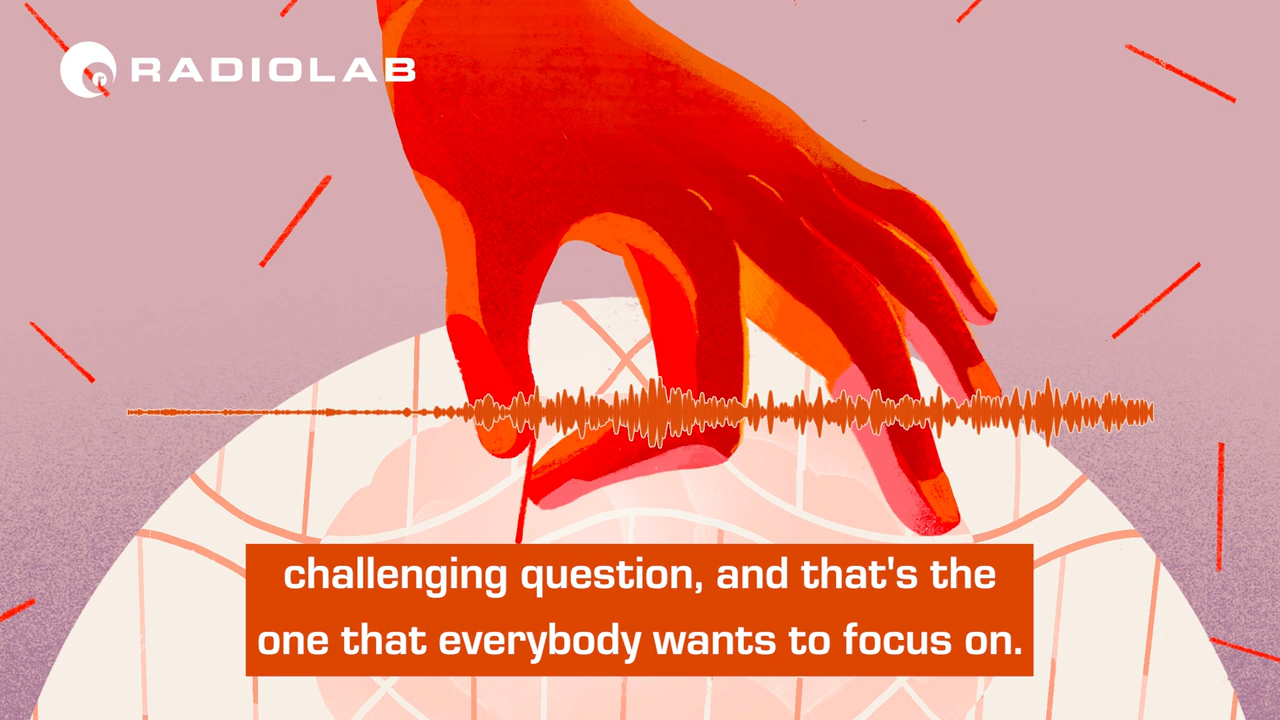 RADIOLAB
challenging question, and that's the
one that everybody wants to focus on.